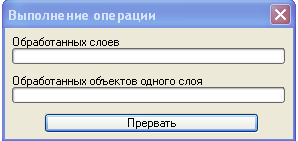 Выполнение операции
Обработанных слоев
Обработанных объектов одного слоя
Прервать